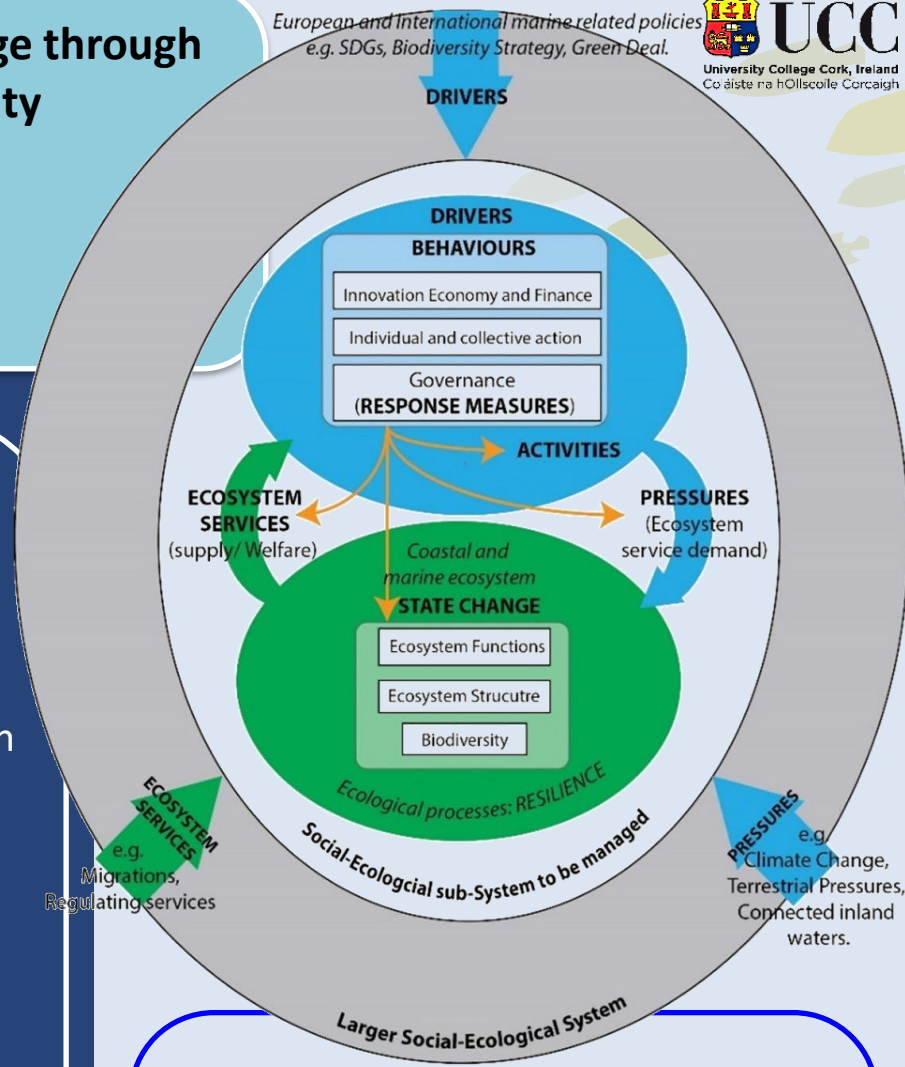 ge through
ty
European and International marine related policies
e.g. SDGs, Biodiversity Strategy, Green Deal.
UCC
University College Cork, Ireland
Coláiste na hOllscoile Corcaigh
DRIVERS
DRIVERS
BEHAVIOURS
Innovation Economy and Finance
Individual and collective action
Governance
(RESPONSE MEASURES)
ACTIVITIES
ECOSYSTEM
SERVICES
(supply/ Welfare)
PRESSURES
(Ecosystem
service demand)
Coastal and
marine ecosystem
STATE CHANGE
Ecosystem Functions
Ecosystem Strucutre
Biodiversity
Ecological processes: RESILIENCE
Social-Ecologcial sub-System to be managed
n
ECOSYSTEM
SERVICES
e.g.
Migrations,
Regulating services
PRESSURES
e.g.
Climate Change,
Terrestrial Pressures,
Connected inland
waters.
Larger Social-Ecological System